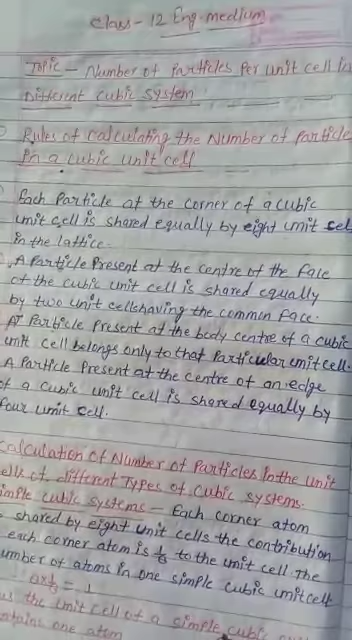 Class - 12 Eng. medium
Topic - Number of Particles Per unit cell in
Different cubic system
Rules of calculating the Number of Particle
in a cubic unit cell
Each Particle at the corner of a cubic
unit cell is shared equally by eight unit cel
in the lattice.
A Particle Present at the centre of the face
of the cubic unit cell is shared equally
by two unit cells having the common face.
A Particle Present at the body centre of a cubic
unit cell belongs only to that Particular unit cell.
A Particle Present at the centre of an edge
of a cubic unit cell is shared equally by
four unit cell.
Calculation of Number of Particles In the unit
cells of different Types of cubic systems.
imple cubic systems - Each corner atom
shared by eight unit cells the contribution
each corner atom is 1/8 to the unit cell. The
umber of atoms in one simple cubic unit cell
8x1/8 = 1
us the unit cell of a simple cubic
ntains one atom